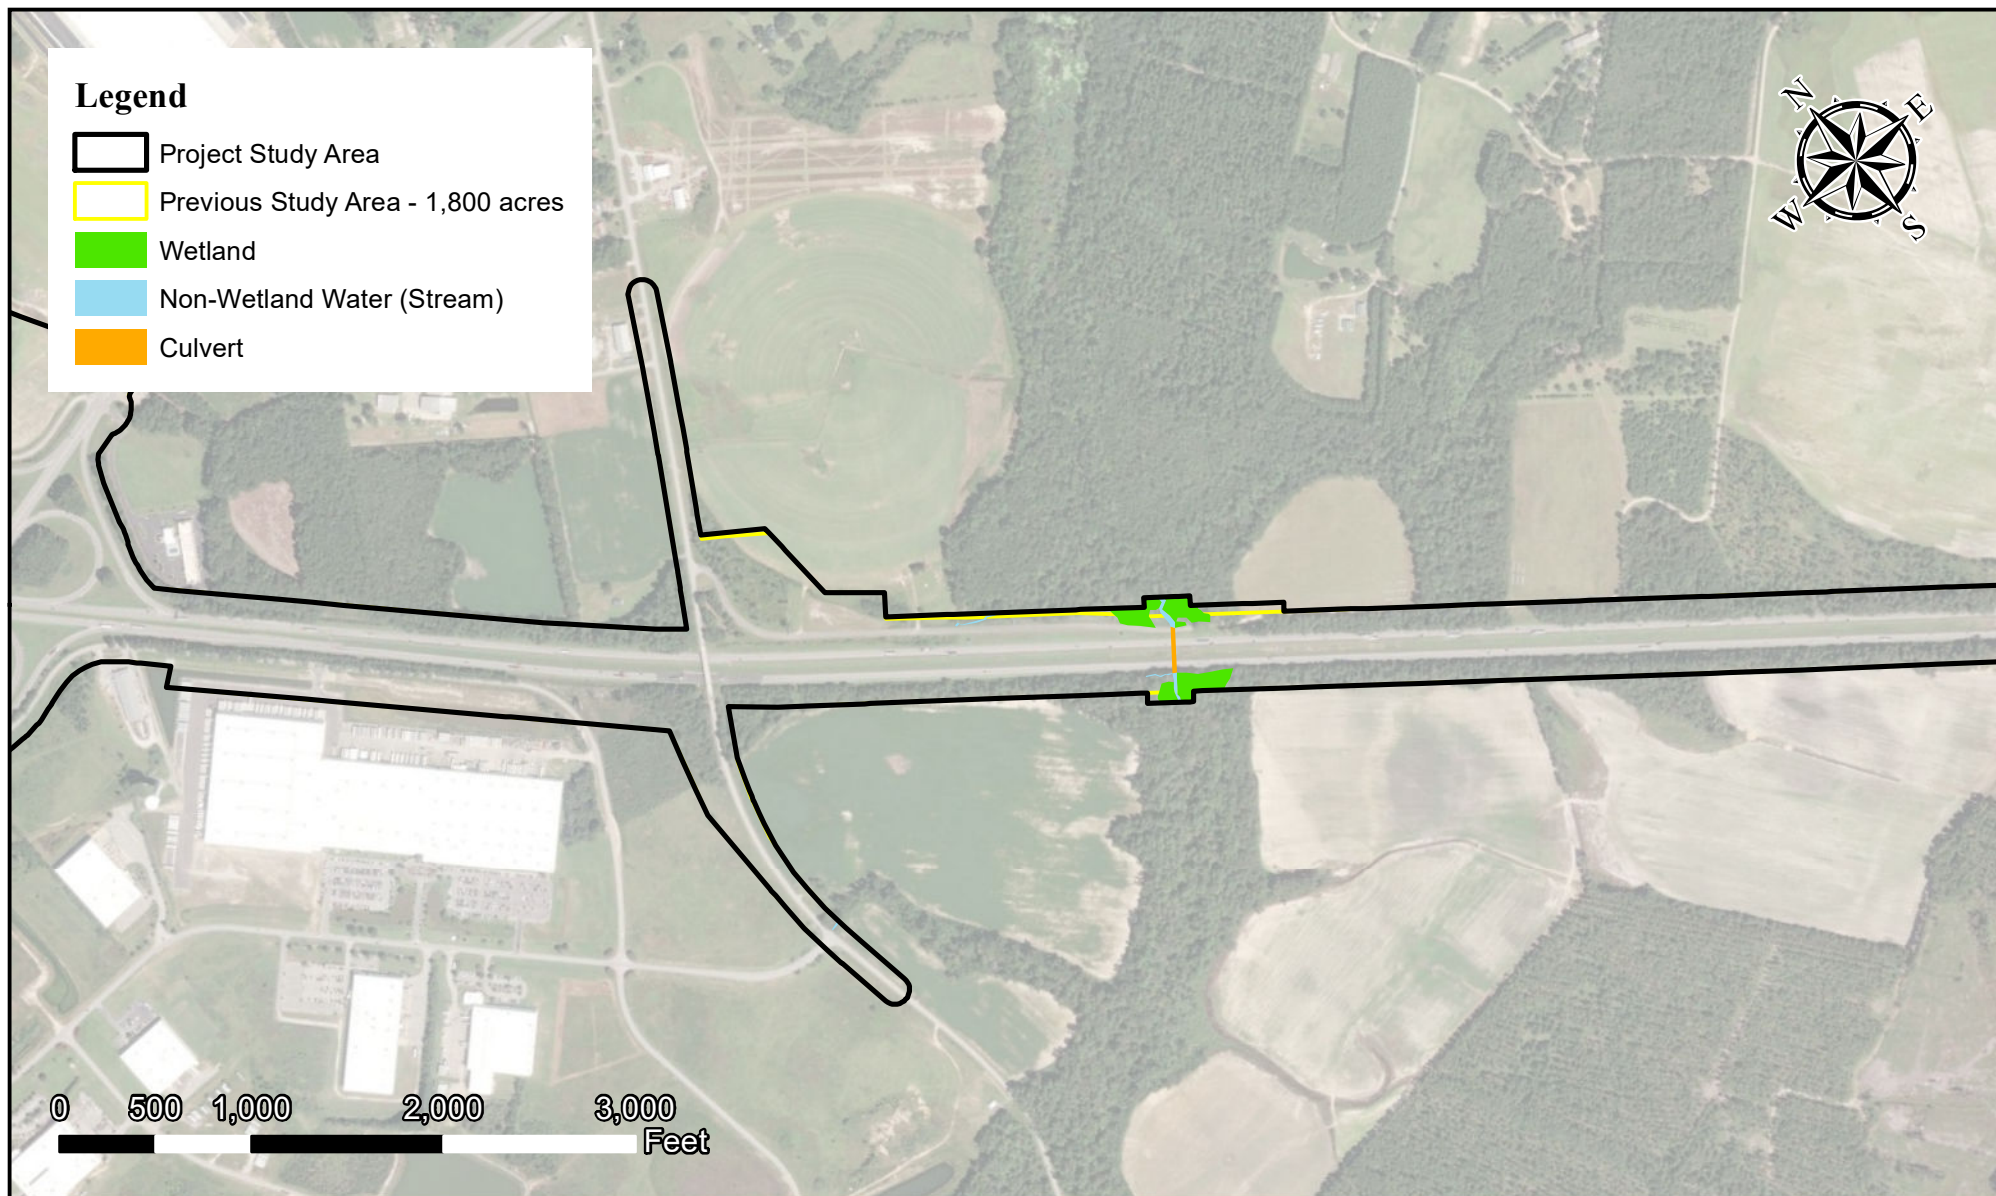 Legend
Project Study Area
Previous Study Area - 1,800 acres
Wetland
Non-Wetland Water (Stream)
Culvert
N
E
W
S
0 500 1,000 2,000 3,000
Feet